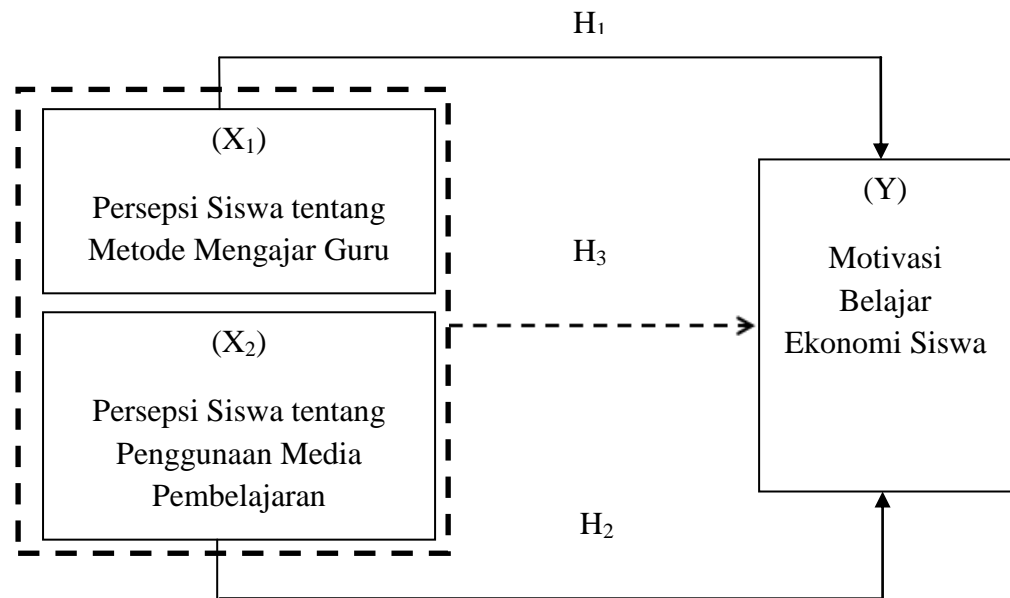 H₁
(X₁)
Persepsi Siswa tentang
Metode Mengajar Guru
(X₂)
Persepsi Siswa tentang
Penggunaan Media
Pembelajaran
H₃
H₂
(Y)
Motivasi
Belajar
Ekonomi Siswa